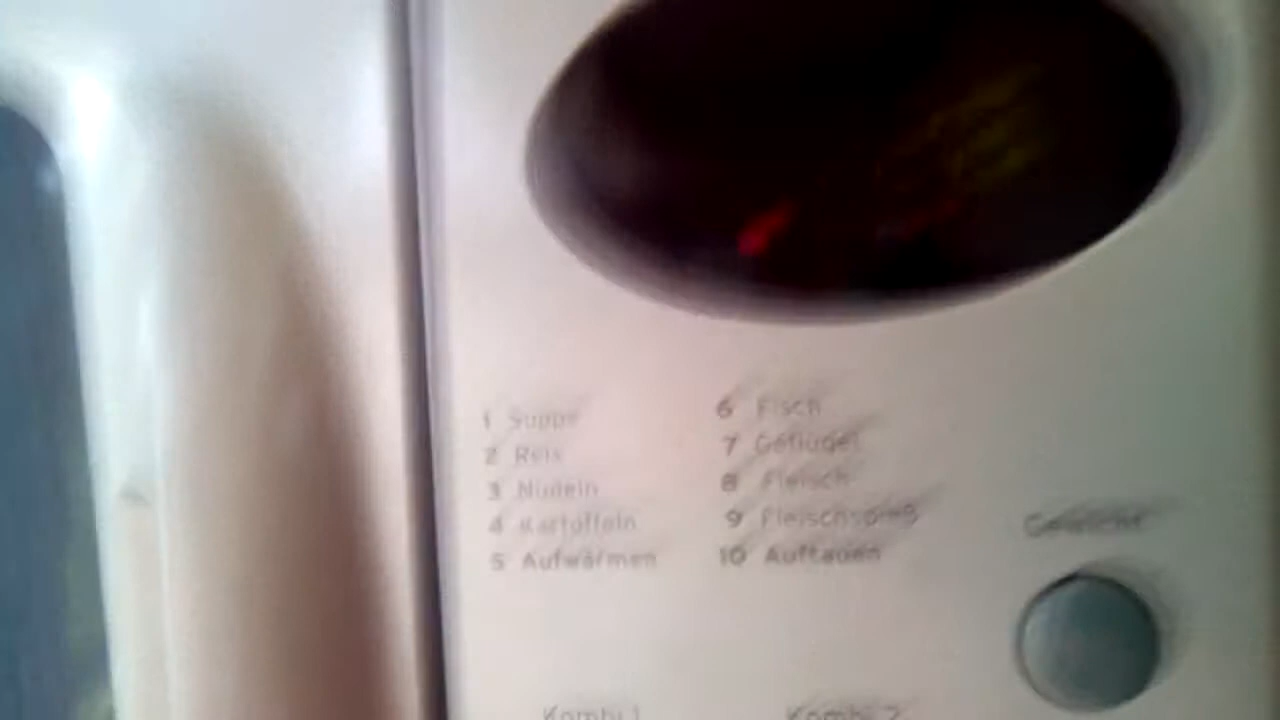 1 Suppe
2 Reis
3 Nudeln
4 Kartoffeln
5 Aufwärmen
6 Fisch
7 Geflügel
8 Fleisch
9 Fleischspieß
10 Auftauen
Gewicht
Kombi 1
Kombi 2